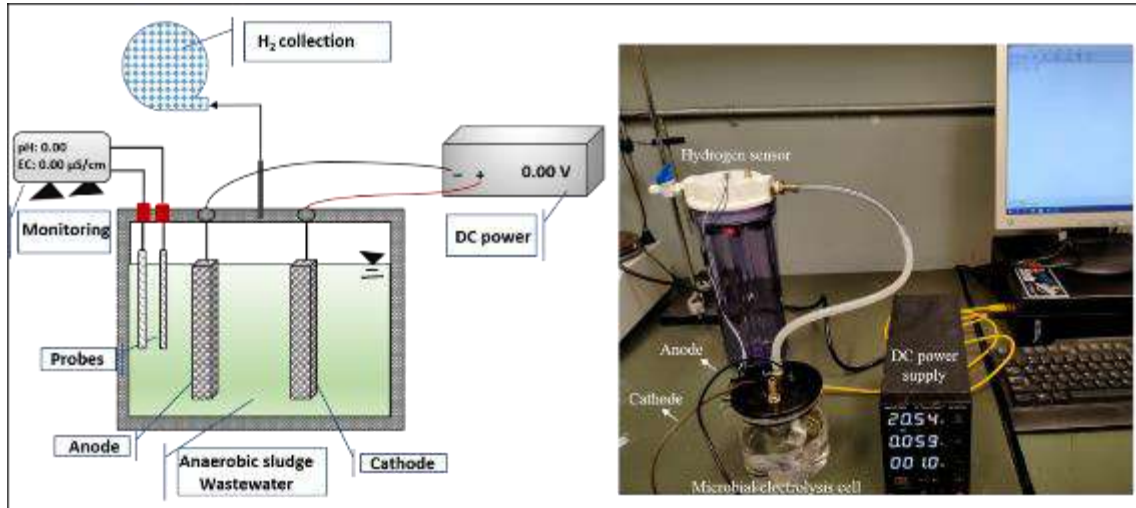 H₂ collection
pH: 0.00
EC: 0.00 µS/cm
− +
0.00 V
Monitoring
DC power
Probes
Anode
Anaerobic sludge
Wastewater
Cathode
Hydrogen sensor
Anode
Cathode
DC power
supply
20.54
0.059
001.0
Microbial electrolysis cell